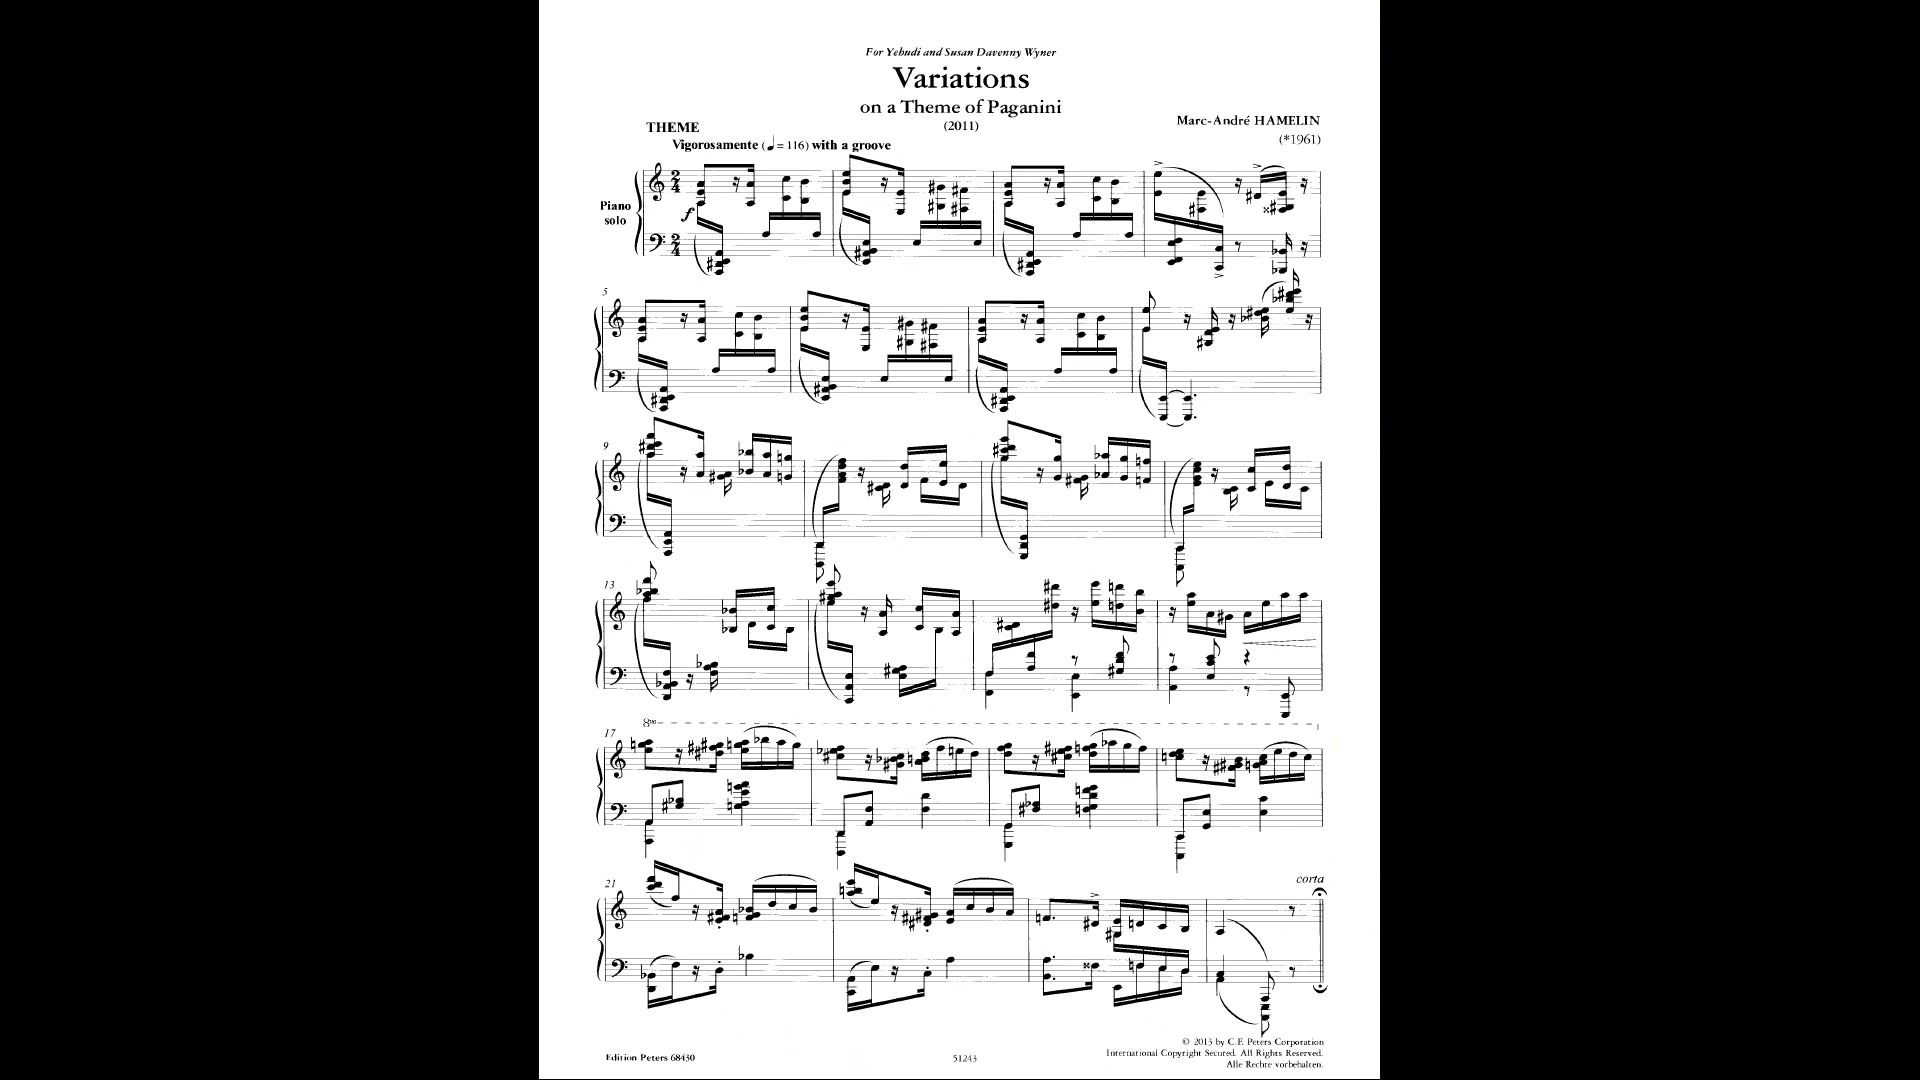 For Yehudi and Susan Davenny Wyner
Variations
on a Theme of Paganini
(2011)
Marc-André HAMELIN
(*1961)
THEME
Vigorosamente (♩= 116) with a groove
Piano
solo
f
5
9
13
8va
17
21
corta
Edition Peters 68430
51243
© 2013 by C.F. Peters Corporation
International Copyright Secured. All Rights Reserved.
Alle Rechte vorbehalten.